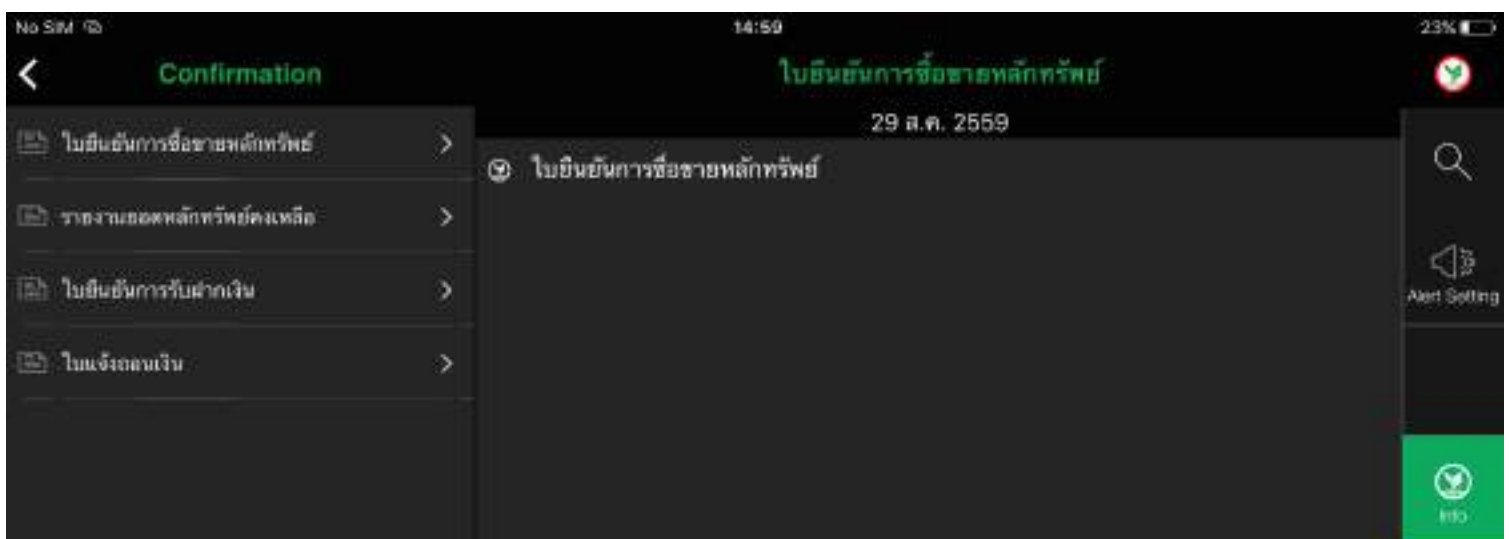 No SIM
14:59
23%
Confirmation
ใบยืนยันการซื้อขายหลักทรัพย์
29 ส.ค. 2559
ใบยืนยันการซื้อขายหลักทรัพย์
ใบยืนยันการซื้อขายหลักทรัพย์
รายงานยอดหลักทรัพย์คงเหลือ
ใบยืนยันการรับฝากเงิน
ใบแจ้งถอนเงิน
Alert Setting
Info